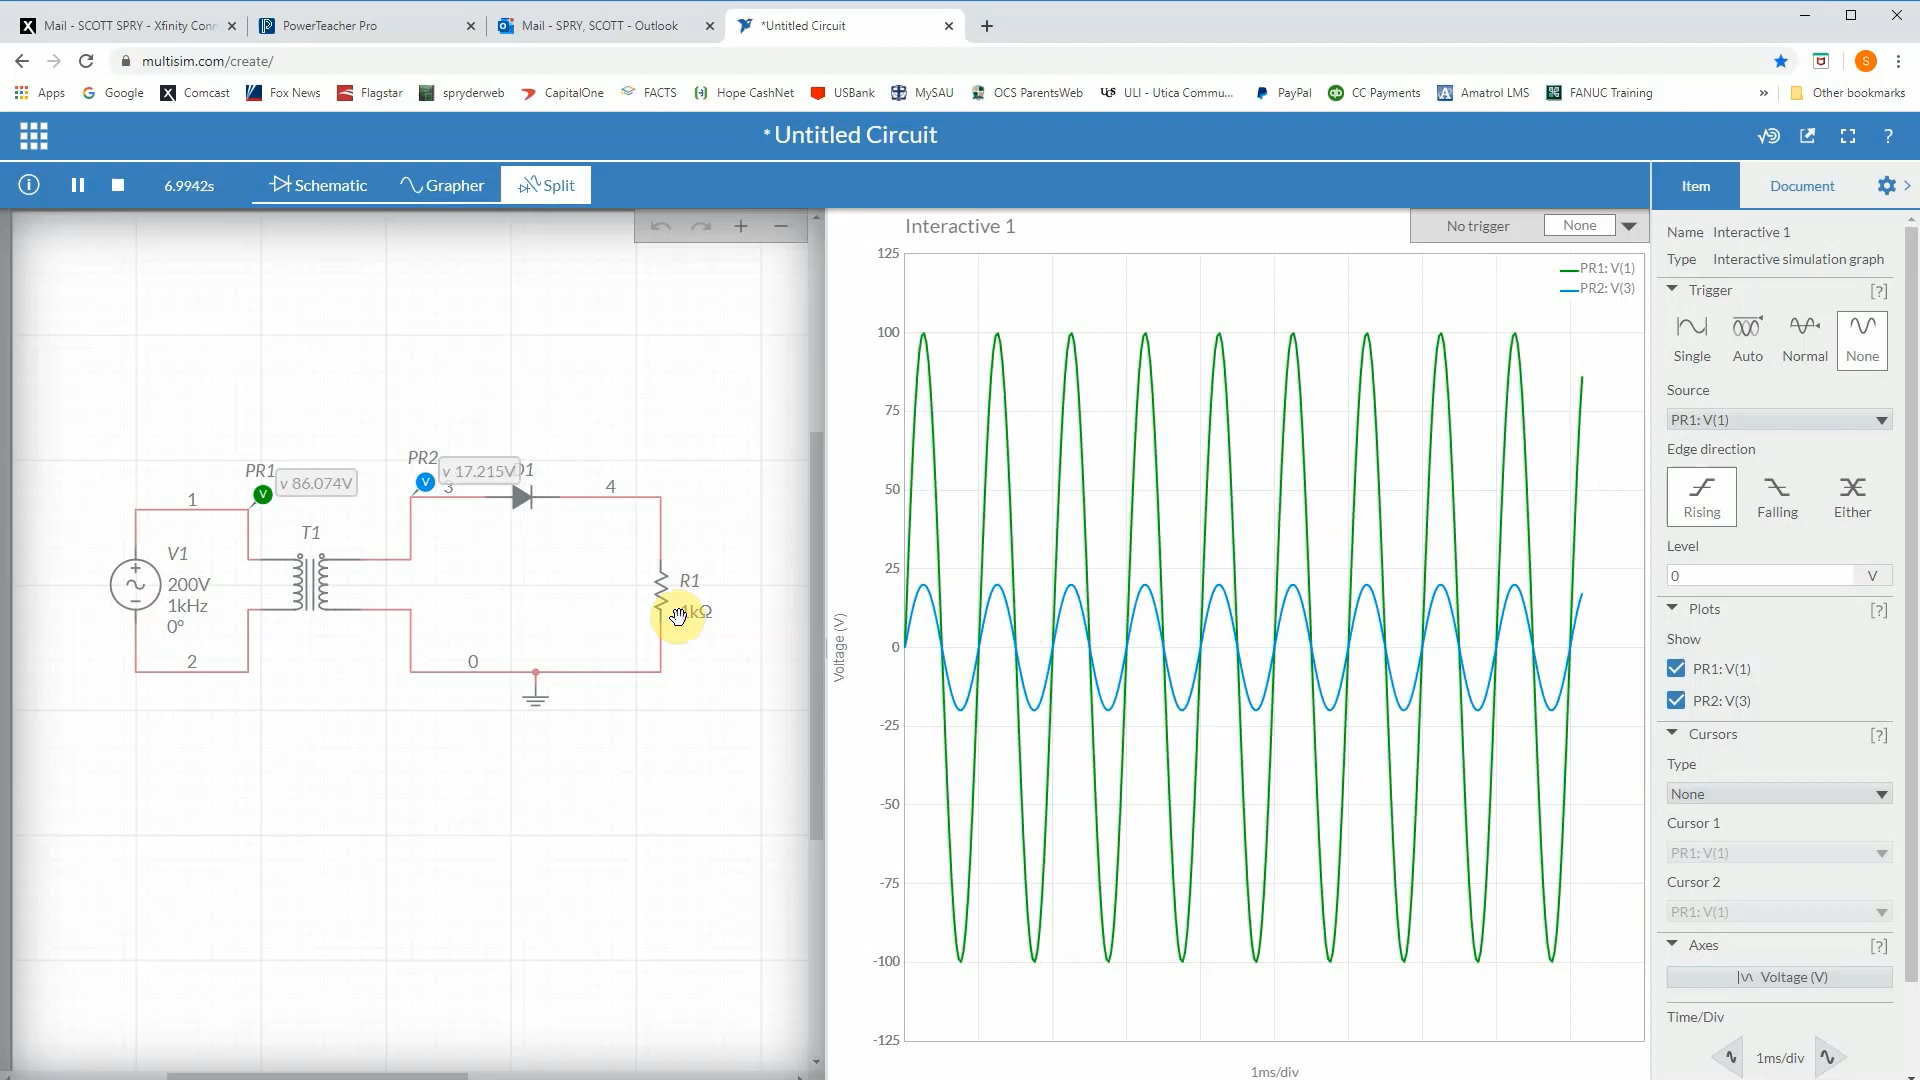 Mail - SCOTT SPRY - Xfinity Conn
PowerTeacher Pro
Mail - SPRY, SCOTT - Outlook
*Untitled Circuit
multisim.com/create/
S
Apps
Google
Comcast
Fox News
Flagstar
spryderweb
CapitalOne
FACTS
Hope CashNet
USBank
MySAU
OCS ParentsWeb
ULI - Utica Commu...
PayPal
CC Payments
Amatrol LMS
FANUC Training
Other bookmarks
* Untitled Circuit
6.9942s
Schematic
Grapher
Split
Item
Document
Interactive 1
No trigger
None
125
100
75
50
25
0
-25
-50
-75
-100
-125
Voltage (V)
1ms/div
PR1: V(1)
PR2: V(3)
PR1
V
v 86.074V
PR2
V
v 17.215V
1
3
4
1
T1
V1
200V
1kHz
0°
2
0
R1
1kΩ
Name Interactive 1
Type Interactive simulation graph
Trigger [?]
Single
Auto
Normal
None
Source
PR1: V(1)
Edge direction
Rising
Falling
Either
Level
0 V
Plots [?]
Show
PR1: V(1)
PR2: V(3)
Cursors [?]
Type
None
Cursor 1
PR1: V(1)
Cursor 2
PR1: V(1)
Axes [?]
Voltage (V)
Time/Div
1ms/div